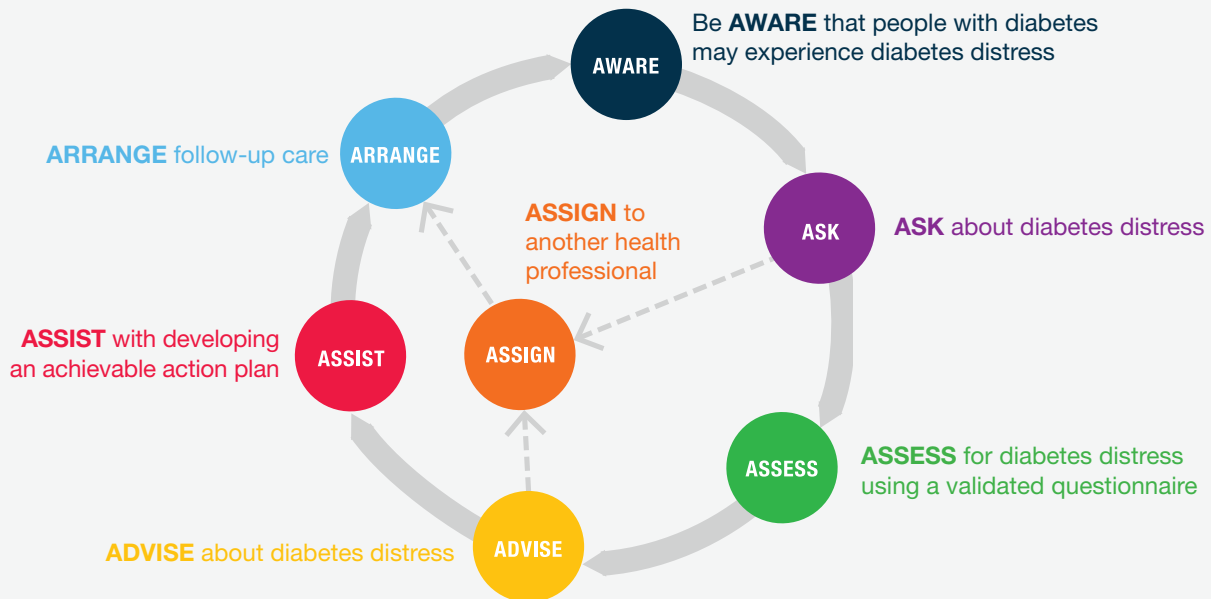 Be AWARE that people with diabetes
may experience diabetes distress
AWARE
ARRANGE follow-up care
ARRANGE
ASSIGN to
another health
professional
ASK
ASK about diabetes distress
ASSIST with developing
an achievable action plan
ASSIST
ASSIGN
ASSESS
ASSESS for diabetes distress
using a validated questionnaire
ADVISE about diabetes distress
ADVISE